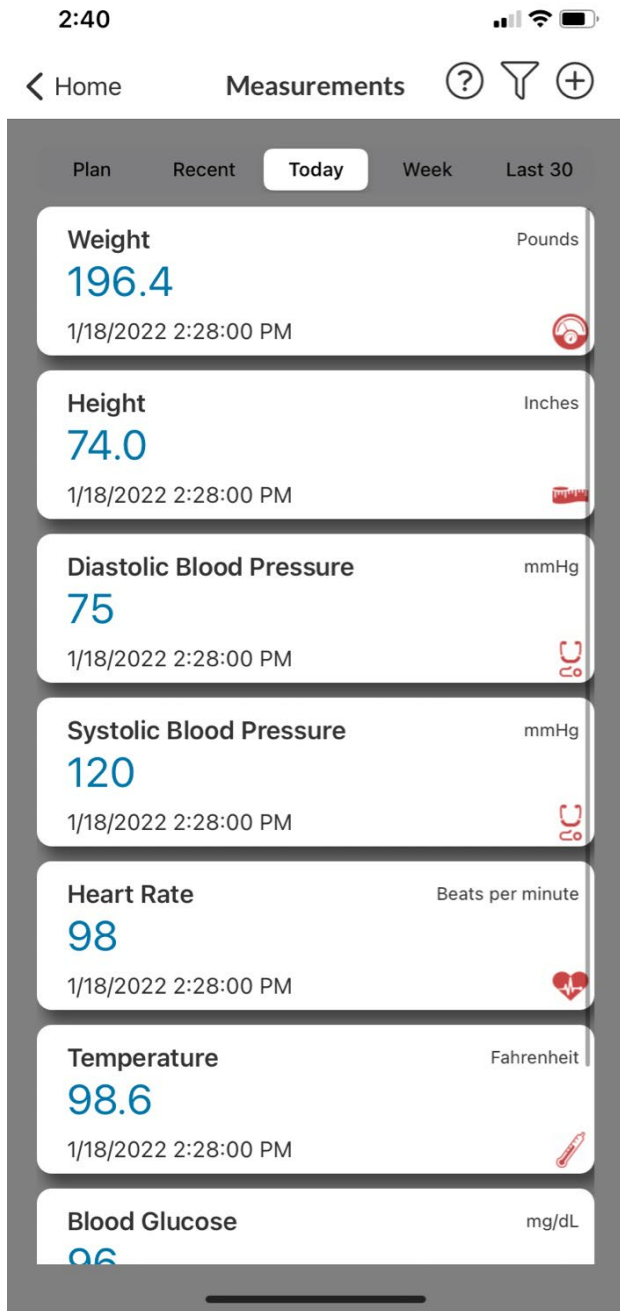 2:40
Home
Measurements
?
Plan Recent Today Week Last 30
Weight Pounds
196.4
1/18/2022 2:28:00 PM
Height Inches
74.0
1/18/2022 2:28:00 PM
Diastolic Blood Pressure mmHg
75
1/18/2022 2:28:00 PM
Systolic Blood Pressure mmHg
120
1/18/2022 2:28:00 PM
Heart Rate Beats per minute
98
1/18/2022 2:28:00 PM
Temperature Fahrenheit
98.6
1/18/2022 2:28:00 PM
Blood Glucose mg/dL
96